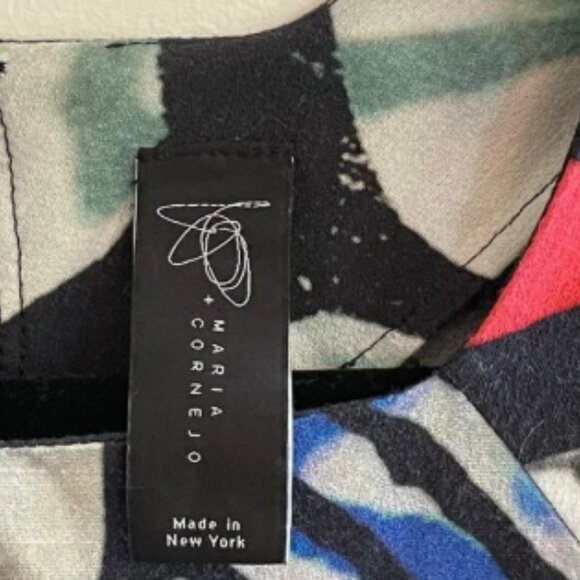 + MARIA
CORNEJO
Made in
New York